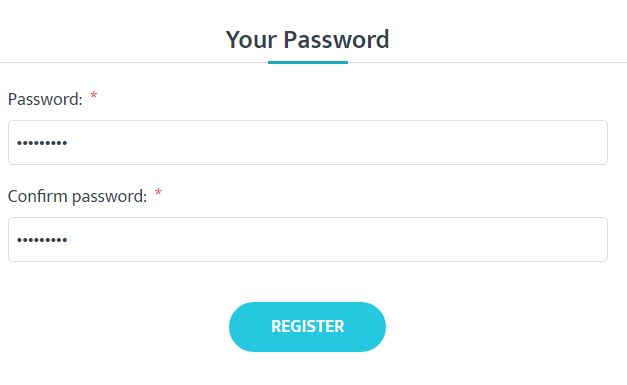 Your Password
Password: *
•••••••••
Confirm password: *
•••••••••
REGISTER